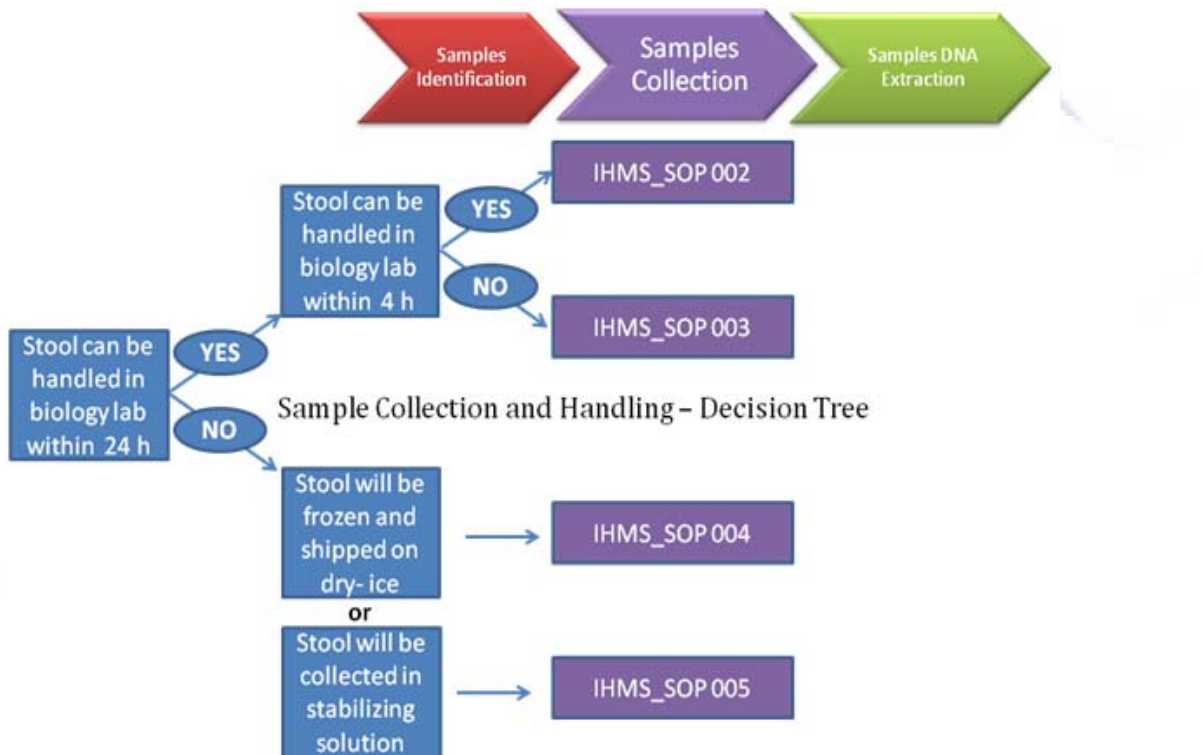 Samples
Identification
Samples
Collection
Samples DNA
Extraction
Stool can be
handled in
biology lab
within 24 h
YES
NO
Stool can be
handled in
biology lab
within 4 h
YES
NO
IHMS_SOP 002
IHMS_SOP 003
Sample Collection and Handling – Decision Tree
Stool will be
frozen and
shipped on
dry- ice
IHMS_SOP 004
or
Stool will be
collected in
stabilizing
solution
IHMS_SOP 005